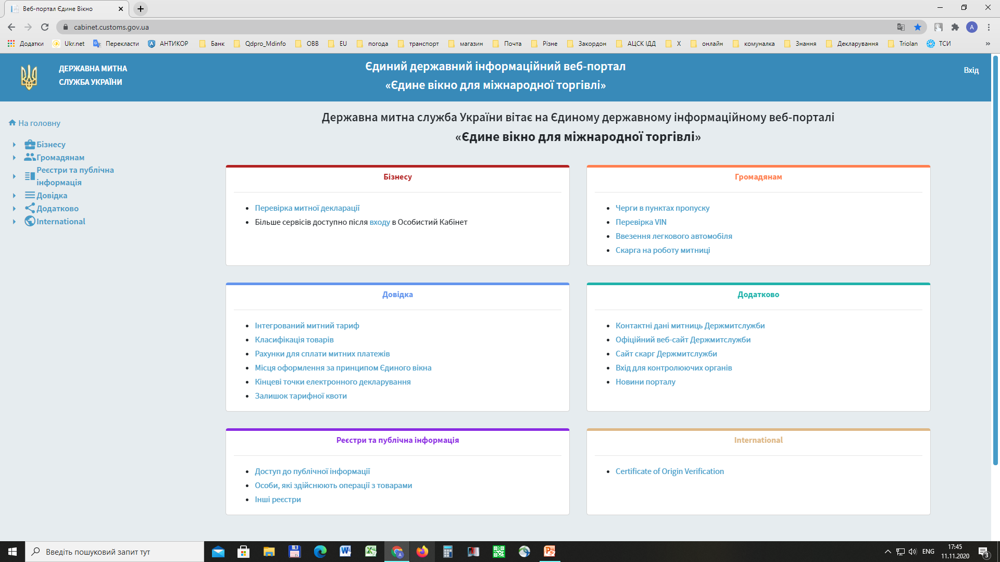 Веб-портал Єдине Вікно
cabinet.customs.gov.ua
A
Додатки Ukr.net Перекласти АНТИКОР Банк Qdpro_Mdinfo ОВВ EU погода транспорт магазин Почта Різне Закордон АЦСК ІДД X онлайн комуналка Знання Декларування Triolan ТСИ »
ДЕРЖАВНА МИТНА
СЛУЖБА УКРАЇНИ
Єдиний державний інформаційний веб-портал
«Єдине вікно для міжнародної торгівлі»
Вхід
На головну
Бізнесу
Громадянам
Реєстри та публічна
інформація
Довідка
Додатково
International
Державна митна служба України вітає на Єдиному державному інформаційному веб-порталі
«Єдине вікно для міжнародної торгівлі»
Бізнесу
Перевірка митної декларації
Більше сервісів доступно після входу в Особистий Кабінет
Громадянам
Черги в пунктах пропуску
Перевірка VIN
Ввезення легкового автомобіля
Скарга на роботу митниці
Довідка
Інтегрований митний тариф
Класифікація товарів
Рахунки для сплати митних платежів
Місця оформлення за принципом Єдиного вікна
Кінцеві точки електронного декларування
Залишок тарифної квоти
Додатково
Контактні дані митниць Держмитслужби
Офіційний веб-сайт Держмитслужби
Сайт скарг Держмитслужби
Вхід для контролюючих органів
Новини порталу
Реєстри та публічна інформація
Доступ до публічної інформації
Особи, які здійснюють операції з товарами
Інші реєстри
International
Certificate of Origin Verification
Введіть пошуковий запит тут
ENG
17:45
11.11.2020
3